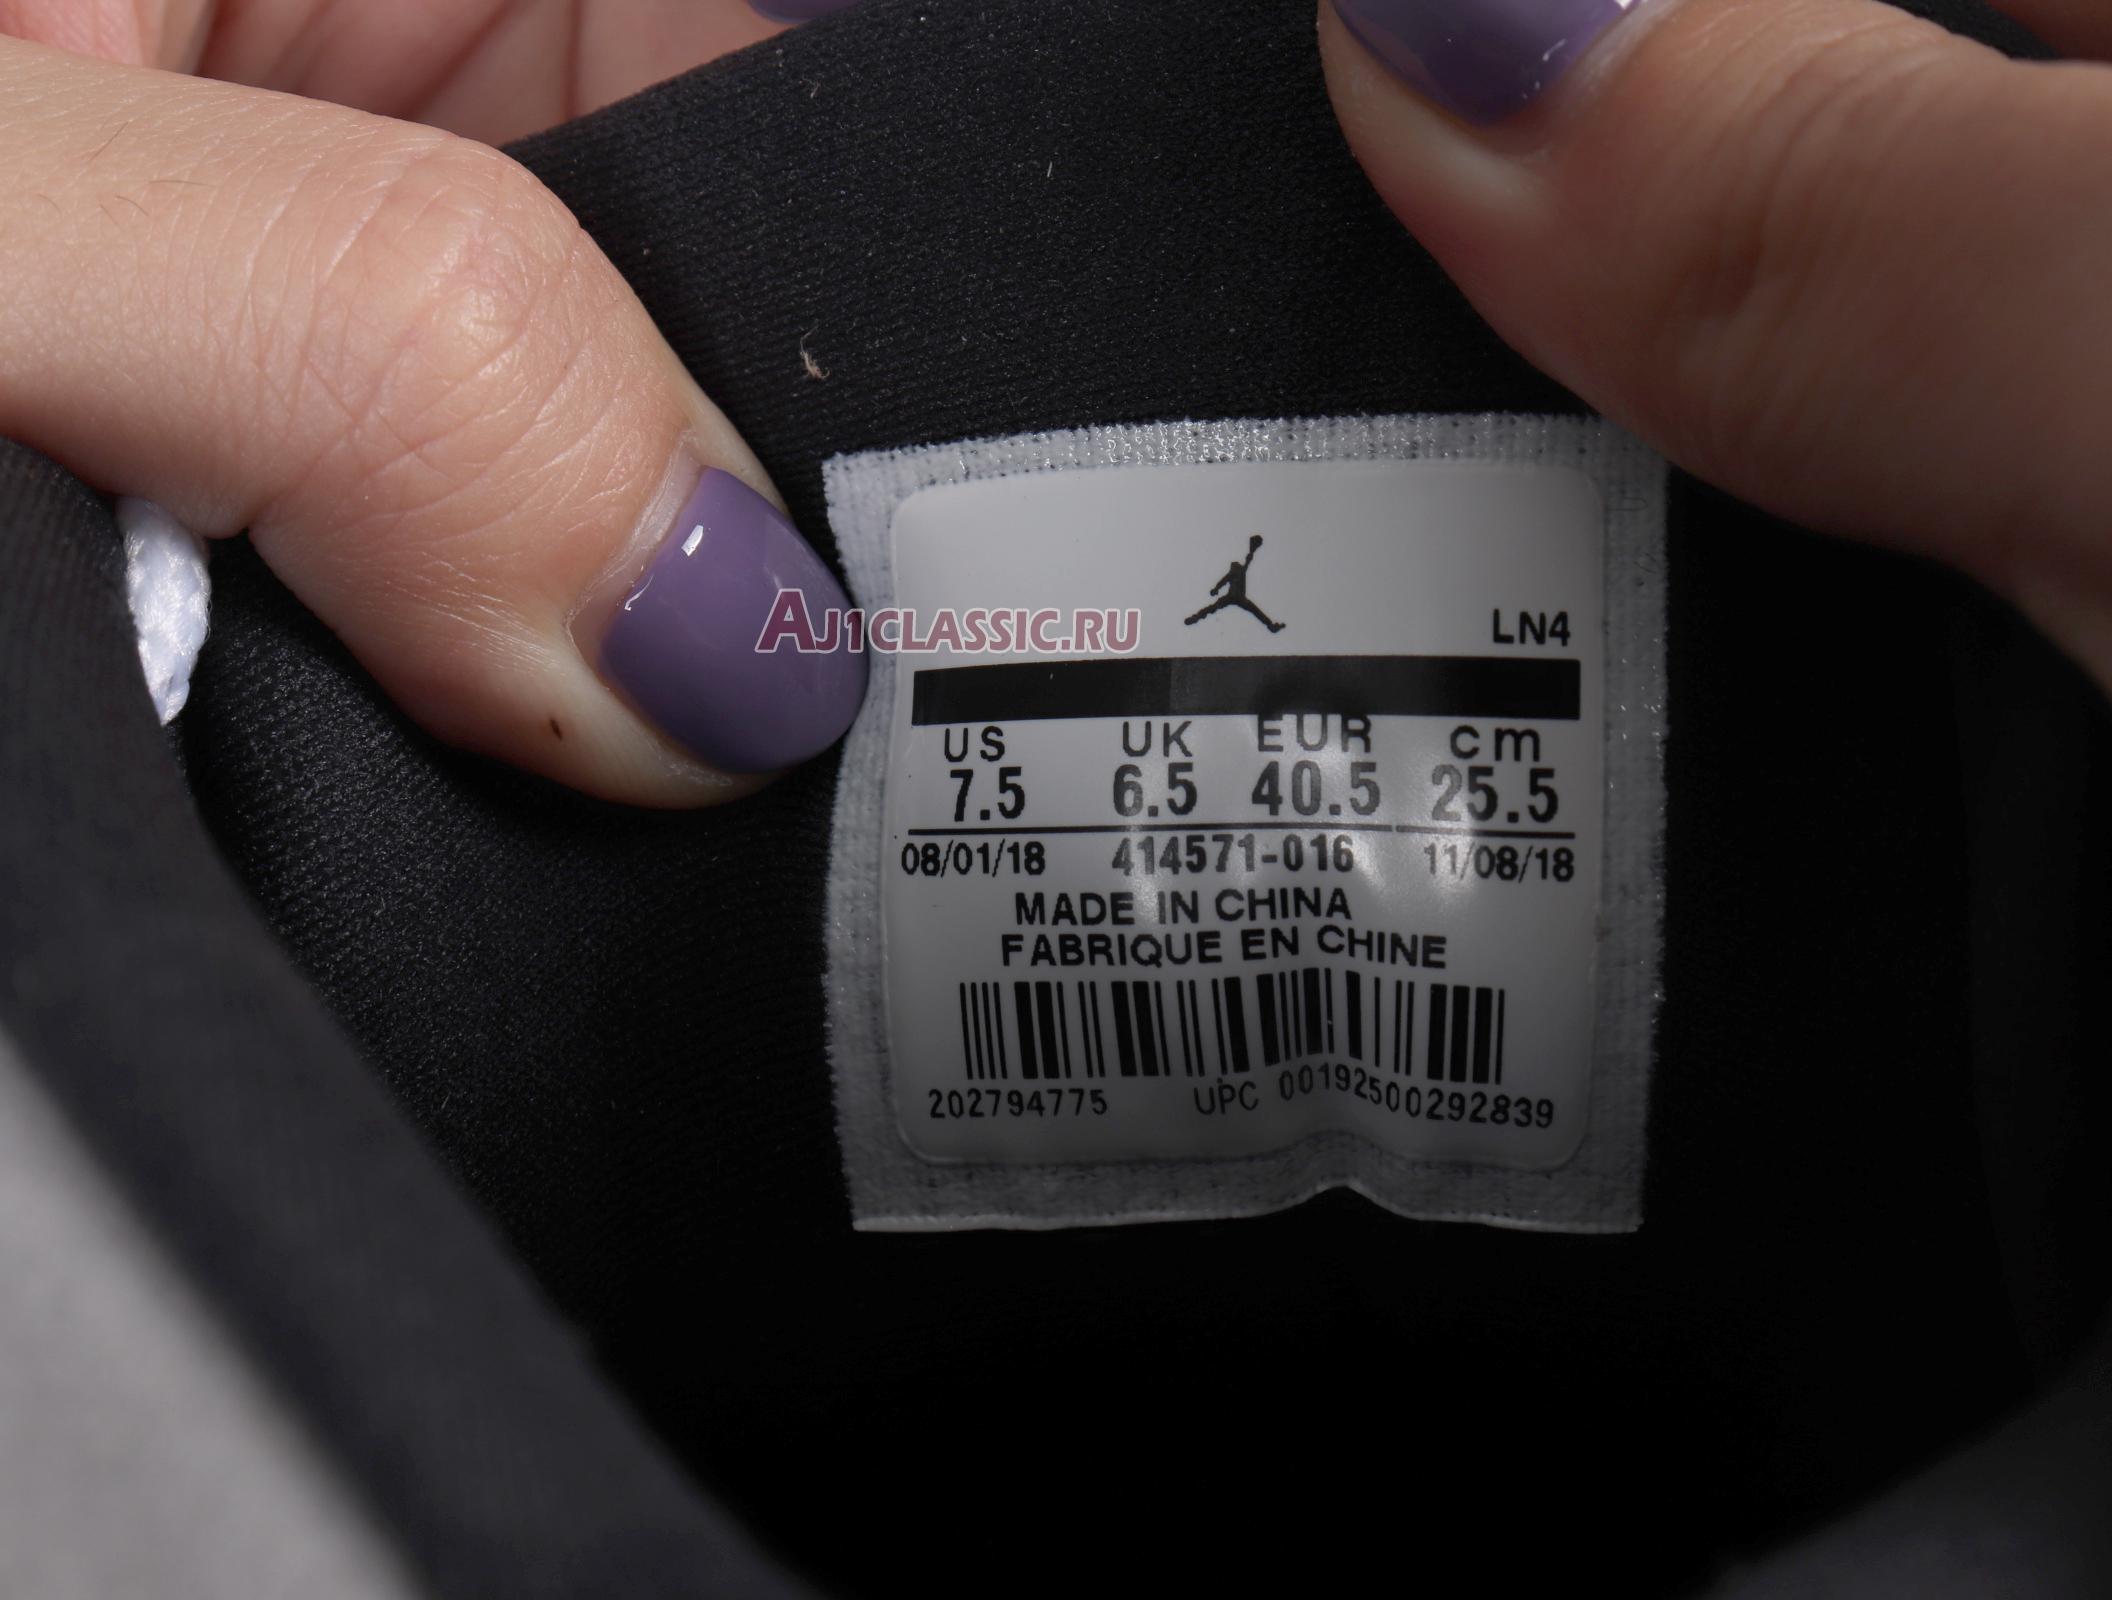 LN4
AJ1CLASSIC.RU
US UK EUR cm
7.5 6.5 40.5 25.5
08/01/18 414571-016 11/08/18
MADE IN CHINA
FABRIQUE EN CHINE
202794775 UPC 00192500292839